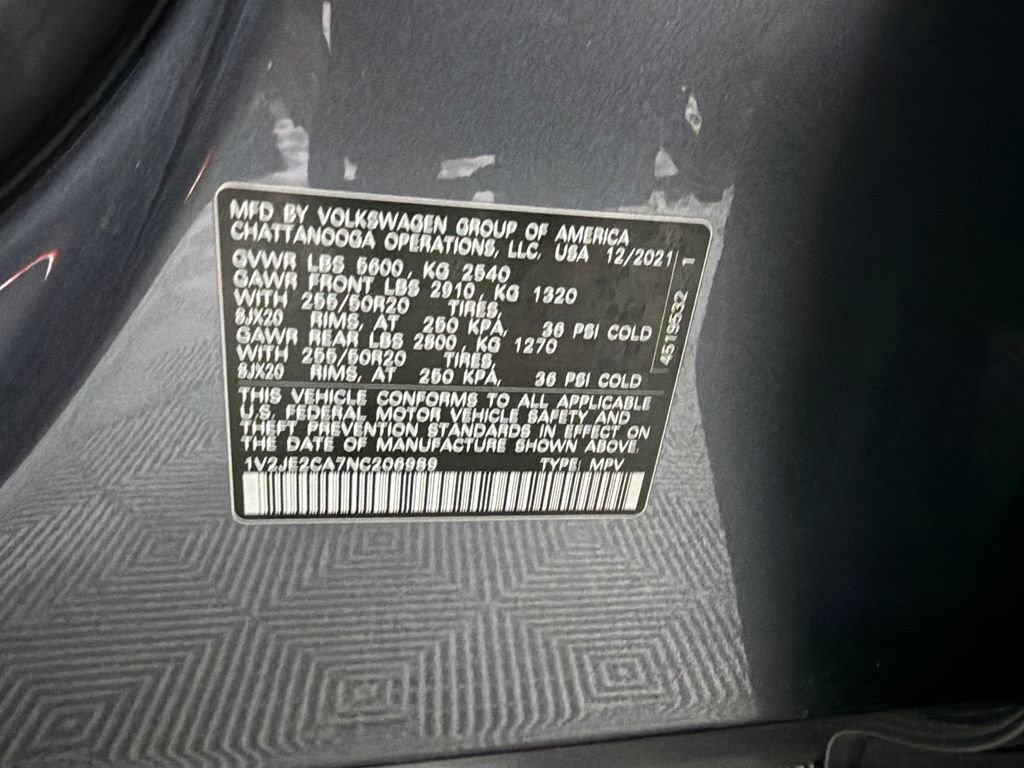 MFD BY VOLKSWAGEN GROUP OF AMERICA
CHATTANOOGA OPERATIONS, LLC, USA 12/2021
GVWR LBS 5600, KG 2540
GAWR FRONT LBS 2910, KG 1320
WITH 255/50R20 TIRES,
8JX20 RIMS, AT 250 KPA, 36 PSI COLD
GAWR REAR LBS 2800, KG 1270
WITH 255/50R20 TIRES,
8JX20 RIMS, AT 250 KPA, 36 PSI COLD
THIS VEHICLE CONFORMS TO ALL APPLICABLE
U.S. FEDERAL MOTOR VEHICLE SAFETY AND
THEFT PREVENTION STANDARDS IN EFFECT ON
THE DATE OF MANUFACTURE SHOWN ABOVE.
1V2JE2CA7NC206989 TYPE: MPV
4519532 1